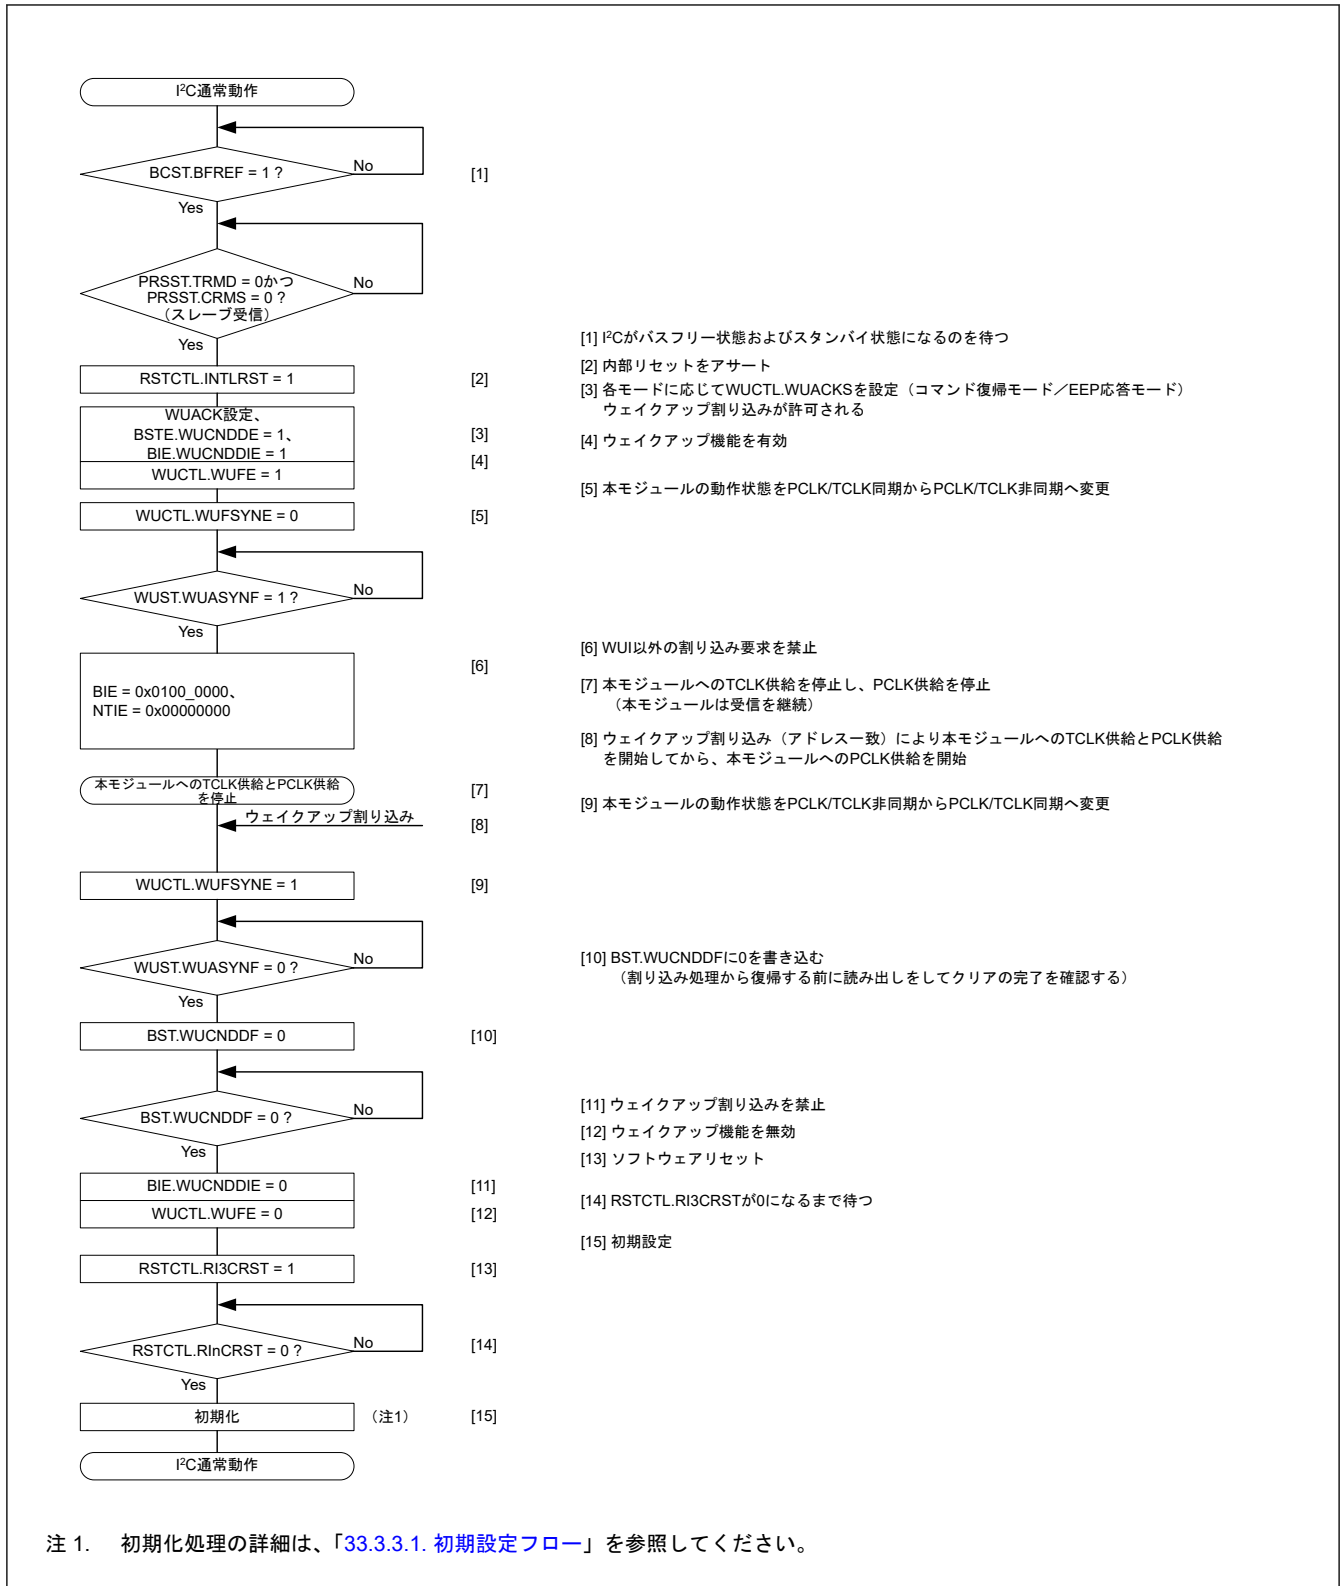 I²C通常動作
BCST.BFREF = 1 ?
No
[1]
Yes
PRSST.TRMD = 0かつ
PRSST.CRMS = 0 ?
（スレーブ受信）
No
Yes
RSTCTL.INTLRST = 1
[2]
WUACK設定、
BSTE.WUCNDDE = 1、
BIE.WUCNDDIE = 1
[3]
WUCTL.WUFE = 1
[4]
WUCTL.WUFSYNE = 0
[5]
WUST.WUASYNF = 1 ?
No
Yes
BIE = 0x0100_0000、
NTIE = 0x00000000
[6]
本モジュールへのTCLK供給とPCLK供給
を停止
[7]
ウェイクアップ割り込み
[8]
WUCTL.WUFSYNE = 1
[9]
WUST.WUASYNF = 0 ?
No
Yes
BST.WUCNDDF = 0
[10]
BST.WUCNDDF = 0 ?
No
Yes
BIE.WUCNDDIE = 0
[11]
WUCTL.WUFE = 0
[12]
RSTCTL.RI3CRST = 1
[13]
RSTCTL.RInCRST = 0 ?
No
[14]
Yes
初期化
（注1）
[15]
I²C通常動作
[1] I²Cがバスフリー状態およびスタンバイ状態になるのを待つ
[2] 内部リセットをアサート
[3] 各モードに応じてWUCTL.WUACKSを設定（コマンド復帰モード／EEP応答モード）
ウェイクアップ割り込みが許可される
[4] ウェイクアップ機能を有効
[5] 本モジュールの動作状態をPCLK/TCLK同期からPCLK/TCLK非同期へ変更
[6] WUI以外の割り込み要求を禁止
[7] 本モジュールへのTCLK供給を停止し、PCLK供給を停止
（本モジュールは受信を継続）
[8] ウェイクアップ割り込み（アドレス一致）により本モジュールへのTCLK供給とPCLK供給
を開始してから、本モジュールへのPCLK供給を開始
[9] 本モジュールの動作状態をPCLK/TCLK非同期からPCLK/TCLK同期へ変更
[10] BST.WUCNDDFに0を書き込む
（割り込み処理から復帰する前に読み出しをしてクリアの完了を確認する）
[11] ウェイクアップ割り込みを禁止
[12] ウェイクアップ機能を無効
[13] ソフトウェアリセット
[14] RSTCTL.RI3CRSTが0になるまで待つ
[15] 初期設定
注 1. 初期化処理の詳細は、「33.3.3.1. 初期設定フロー」を参照してください。